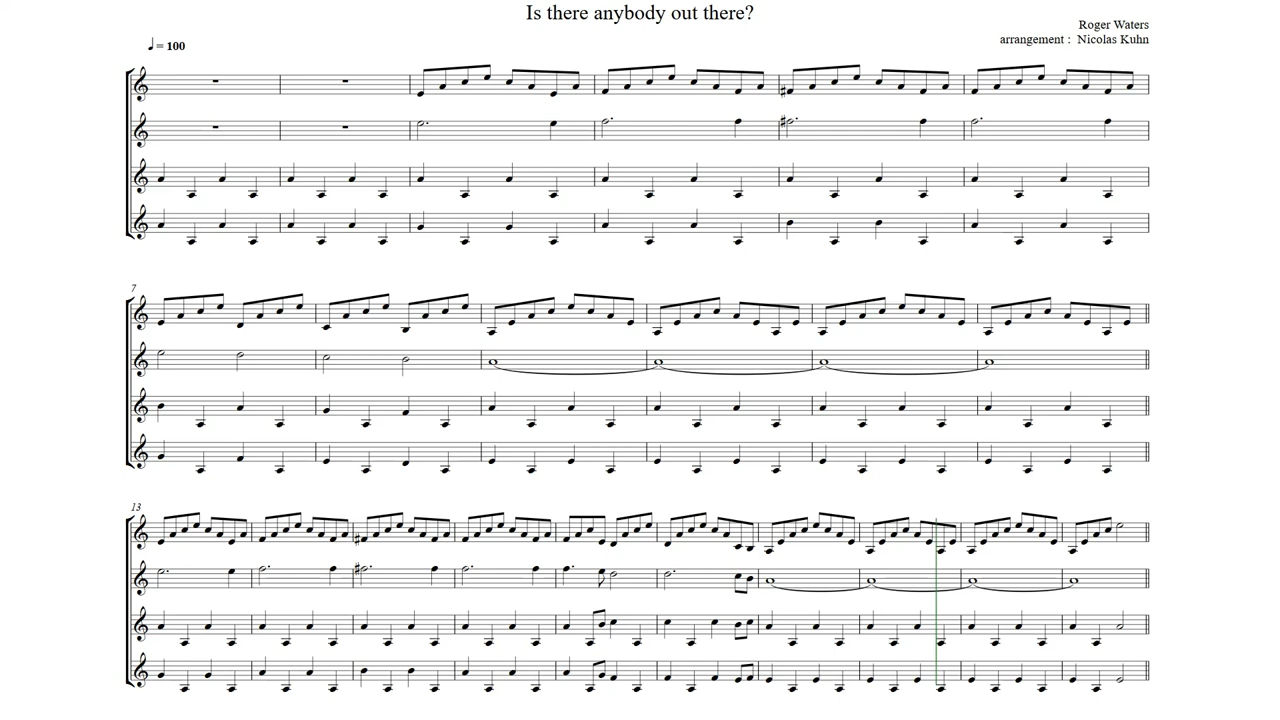 Is there anybody out there?
Roger Waters
arrangement : Nicolas Kuhn
♩= 100
7
13